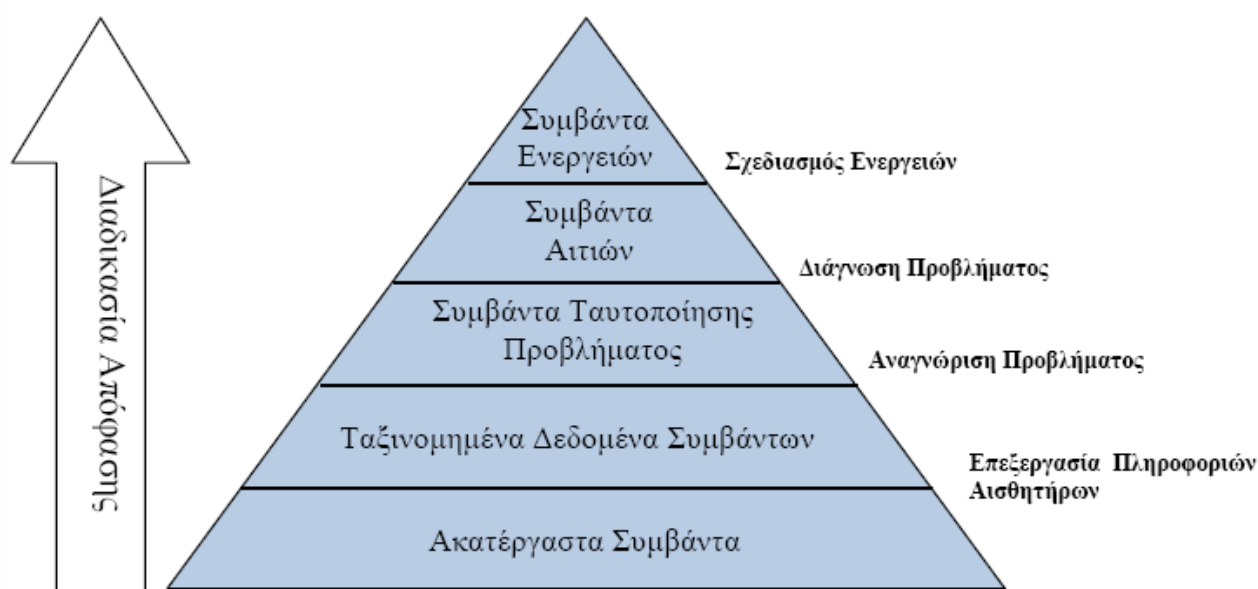 Διαδικασία Απόφασης
Συμβάντα
Ενεργειών
Σχεδιασμός Ενεργειών
Συμβάντα
Αιτιών
Διάγνωση Προβλήματος
Συμβάντα Ταυτοποίησης
Προβλήματος
Αναγνώριση Προβλήματος
Ταξινομημένα Δεδομένα Συμβάντων
Επεξεργασία Πληροφοριών
Αισθητήρων
Ακατέργαστα Συμβάντα